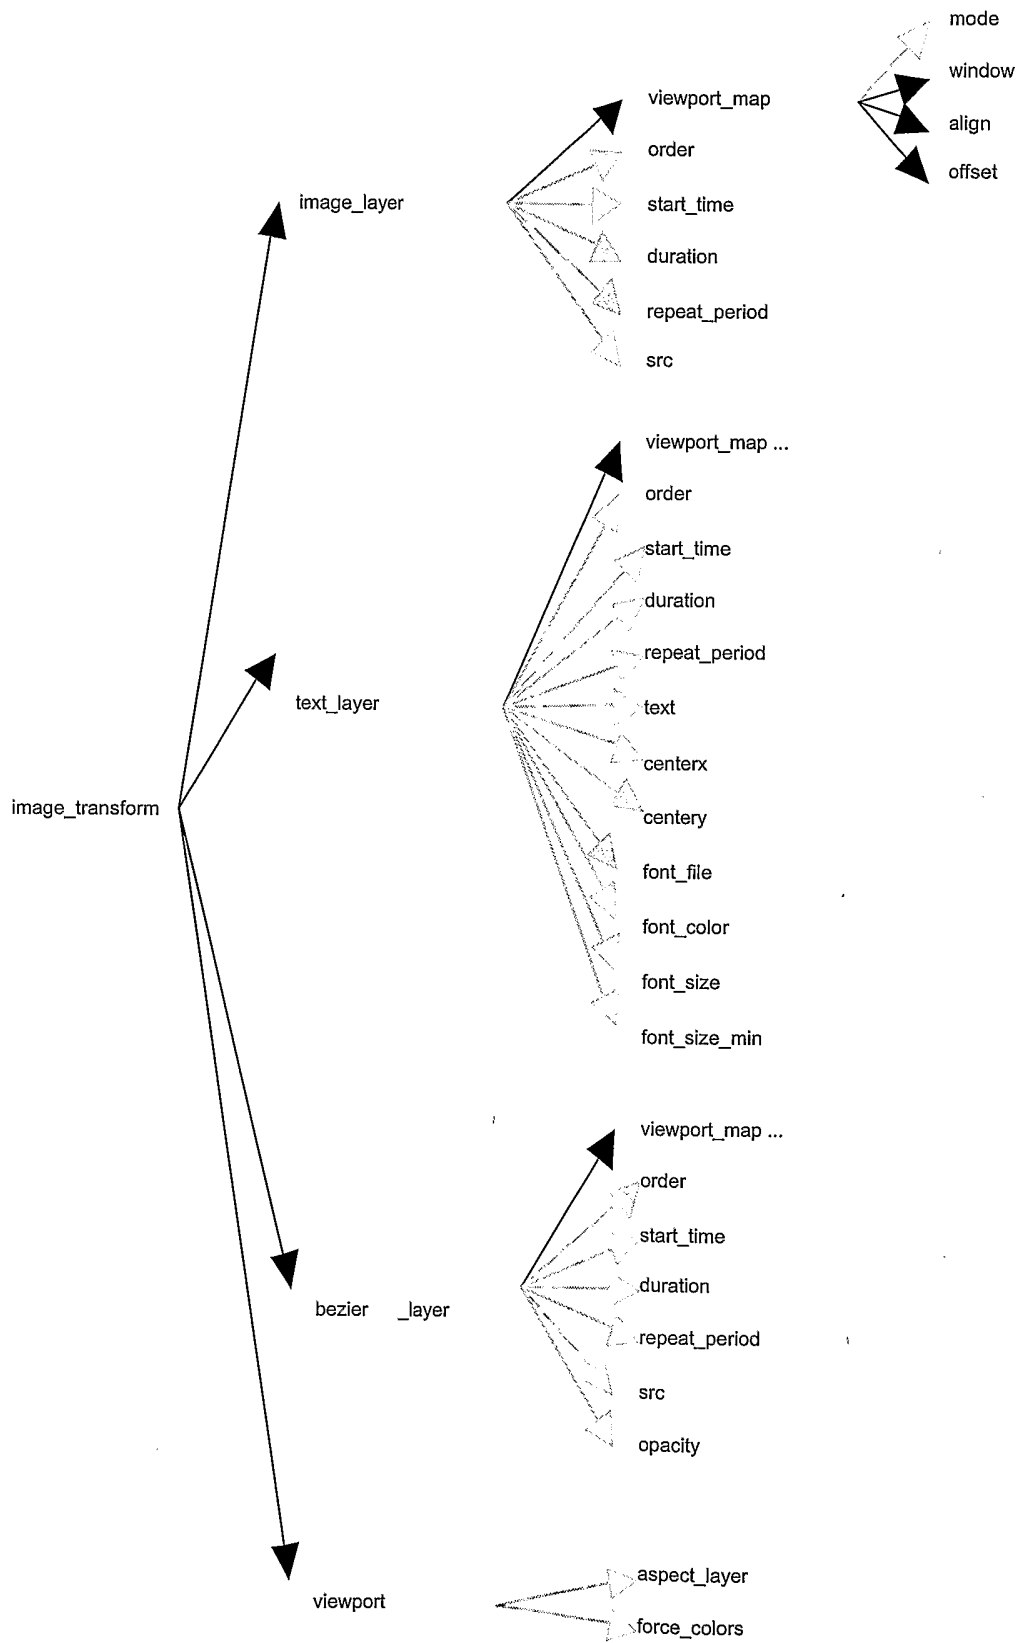 mode
window
viewport_map
align
order
offset
image_layer
start_time
duration
repeat_period
src
viewport_map ...
order
start_time
duration
repeat_period
text_layer
text
centerx
image_transform
centery
font_file
font_color
font_size
font_size_min
viewport_map ...
order
start_time
duration
bezier _layer
repeat_period
src
opacity
aspect_layer
viewport
force_colors